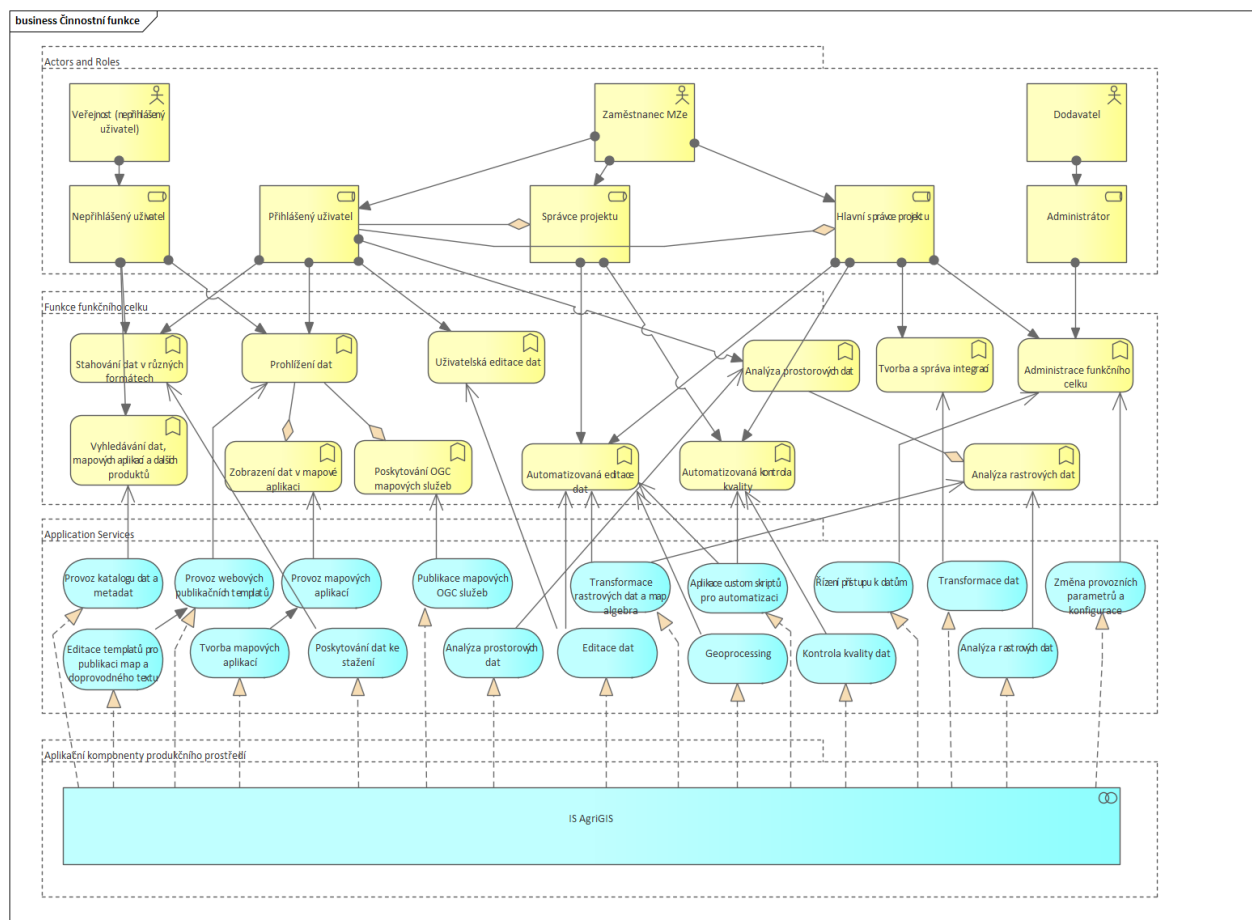 business Činnostní funkce
Actors and Roles
Veřejnost (nepřihlášený
uživatel)
Zaměstnanec MZe
Dodavatel
Nepřihlášený uživatel
Přihlášený uživatel
Správce projektu
Hlavní správce projektu
Administrátor
Funkce funkčního celku
Stahování dat v různých
formátech
Prohlížení dat
Uživatelská editace dat
Analýza prostorových dat
Tvorba a správa integrací
Administrace funkčního
celku
Vyhledávání dat,
mapových aplikací a dalších
produktů
Zobrazení dat v mapové
aplikaci
Poskytování OGC
mapových služeb
Automatizovaná editace
dat
Automatizovaná kontrola
kvality
Analýza rastrových dat
Application Services
Provoz katalogu dat a
metadat
Provoz webových
publikačních templatů
Provoz mapových
aplikací
Publikace mapových
OGC služeb
Transformace
rastrových dat a map
algebra
Aplikace custom skriptů
pro automatizaci
Řízení přístupu k datům
Transformace dat
Změna provozních
parametrů a
konfigurace
Editace templatů pro
publikaci map a
doprovodného textu
Tvorba mapových
aplikací
Poskytování dat ke
stažení
Analýza prostorových
dat
Editace dat
Geoprocessing
Kontrola kvality dat
Analýza rastrových dat
Aplikační komponenty produkčního prostředí
IS AgriGIS